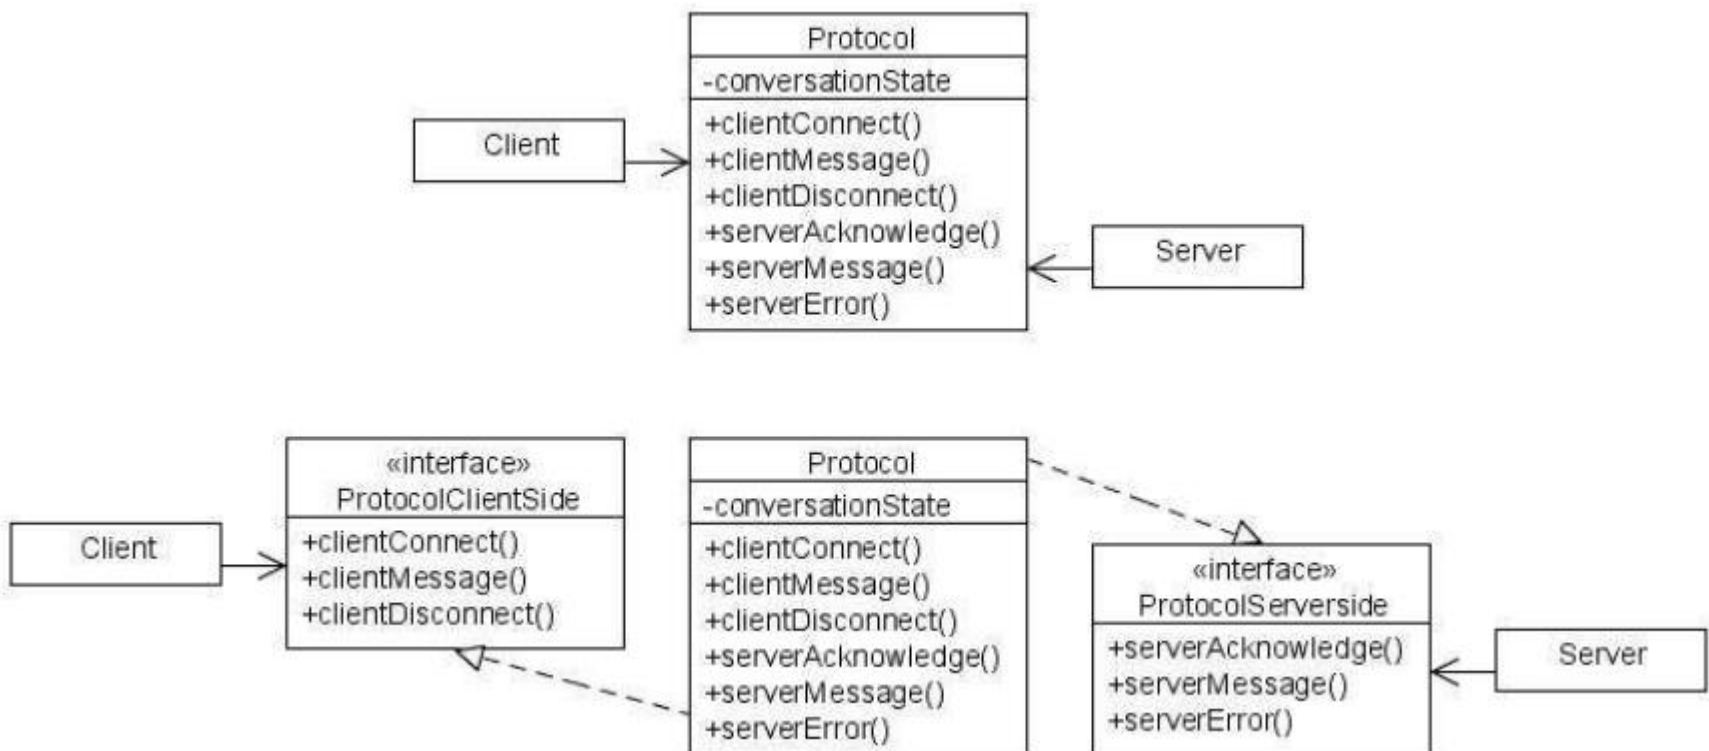 Protocol
-conversationState
+clientConnect()
+clientMessage()
+clientDisconnect()
+serverAcknowledge()
+serverMessage()
+serverError()
Client
Server
«interface»
ProtocolClientSide
+clientConnect()
+clientMessage()
+clientDisconnect()
Client
Protocol
-conversationState
+clientConnect()
+clientMessage()
+clientDisconnect()
+serverAcknowledge()
+serverMessage()
+serverError()
«interface»
ProtocolServerside
+serverAcknowledge()
+serverMessage()
+serverError()
Server